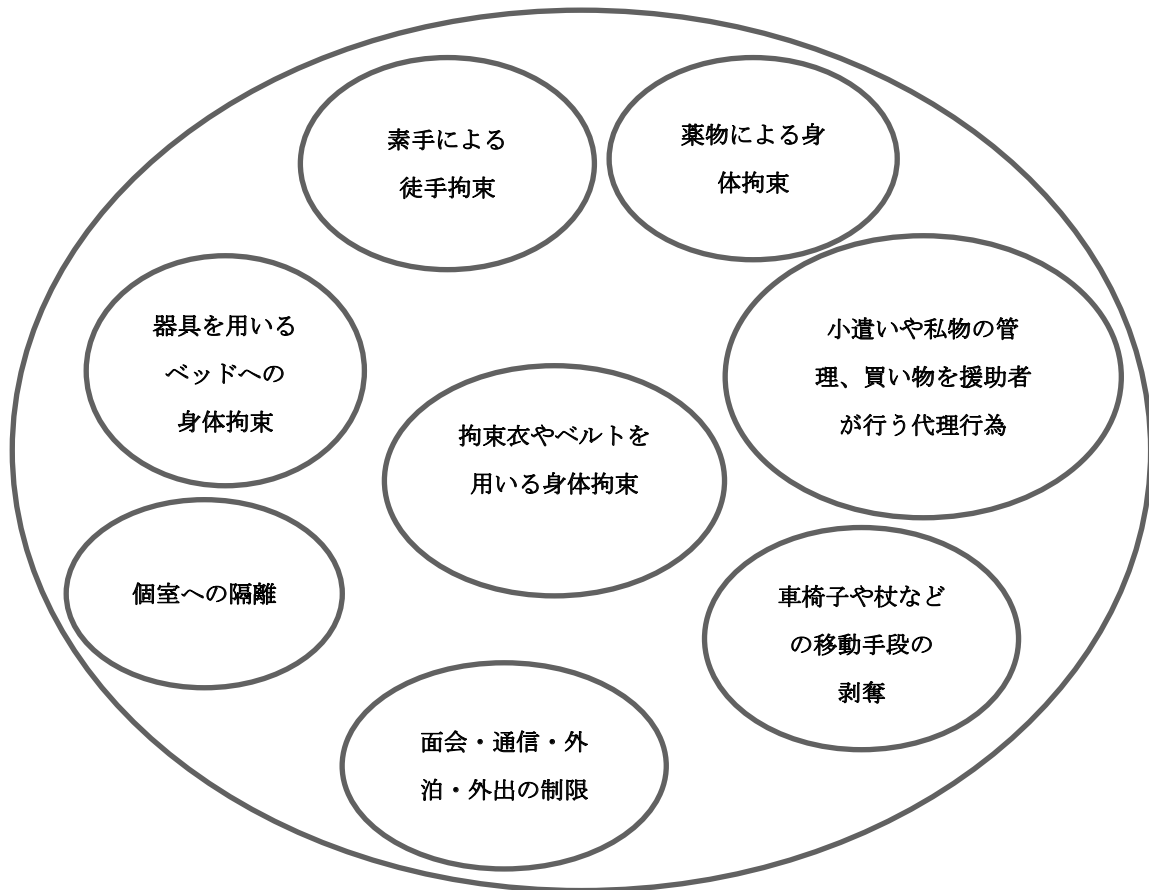 素手による
徒手拘束
薬物による身
体拘束
器具を用いる
ベッドへの
身体拘束
小遣いや私物の管
理、買い物を援助者
が行う代理行為
拘束衣やベルトを
用いる身体拘束
個室への隔離
車椅子や杖など
の移動手段の
剥奪
面会・通信・外
泊・外出の制限